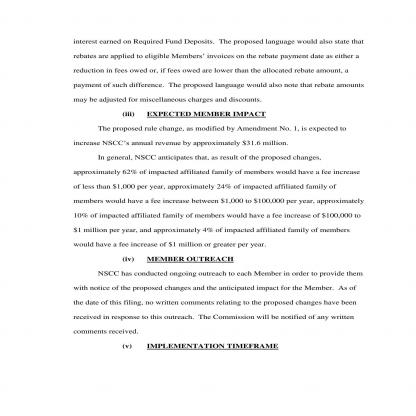 interest earned on Required Fund Deposits.  The proposed language would also state that
rebates are applied to eligible Members’ invoices on the rebate payment date as either a
reduction in fees owed or, if fees owed are lower than the allocated rebate amount, a
payment of such difference.  The proposed language would also note that rebate amounts
may be adjusted for miscellaneous charges and discounts.
(iii) EXPECTED MEMBER IMPACT
The proposed rule change, as modified by Amendment No. 1, is expected to
increase NSCC’s annual revenue by approximately $31.6 million.
In general, NSCC anticipates that, as result of the proposed changes,
approximately 62% of impacted affiliated family of members would have a fee increase
of less than $1,000 per year, approximately 24% of impacted affiliated family of
members would have a fee increase between $1,000 to $100,000 per year, approximately
10% of impacted affiliated family of members would have a fee increase of $100,000 to
$1 million per year, and approximately 4% of impacted affiliated family of members
would have a fee increase of $1 million or greater per year.
(iv) MEMBER OUTREACH
NSCC has conducted ongoing outreach to each Member in order to provide them
with notice of the proposed changes and the anticipated impact for the Member.  As of
the date of this filing, no written comments relating to the proposed changes have been
received in response to this outreach.  The Commission will be notified of any written
comments received.
(v) IMPLEMENTATION TIMEFRAME